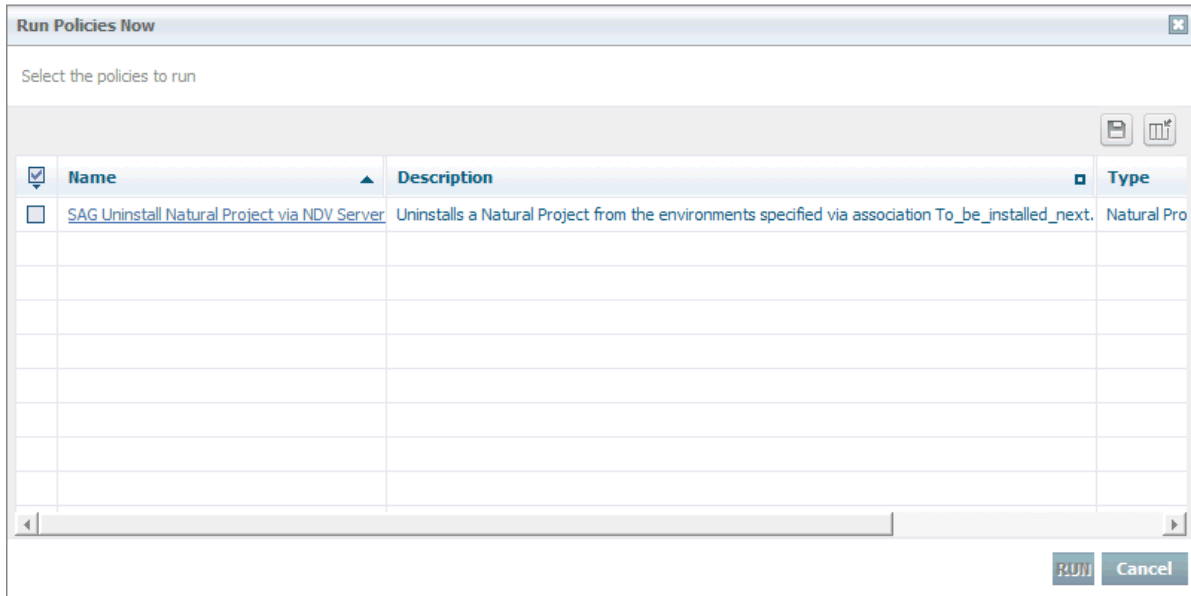 Run Policies Now
Select the policies to run
Name Description Type
SAG Uninstall Natural Project via NDV Server Uninstalls a Natural Project from the environments specified via association To_be_installed_next. Natural Pro
RUN Cancel